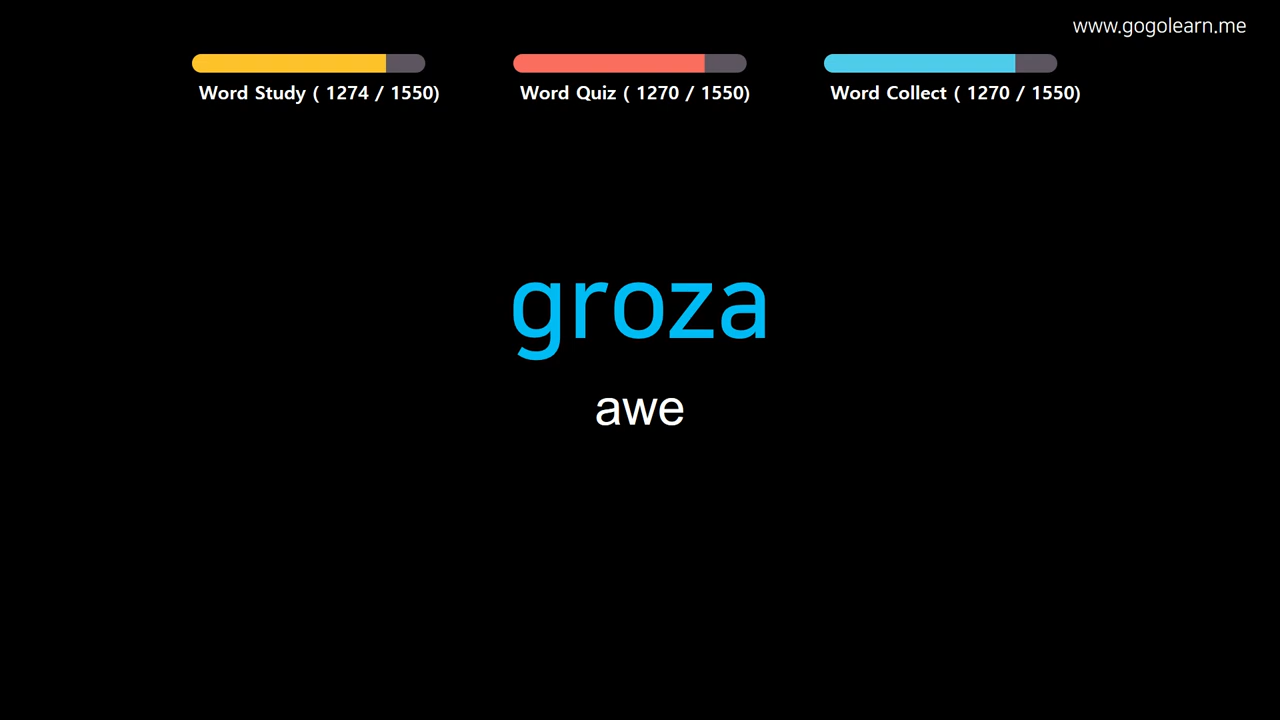 www.gogolearn.me
Word Study ( 1274 / 1550)
Word Quiz ( 1270 / 1550)
Word Collect ( 1270 / 1550)
groza
awe